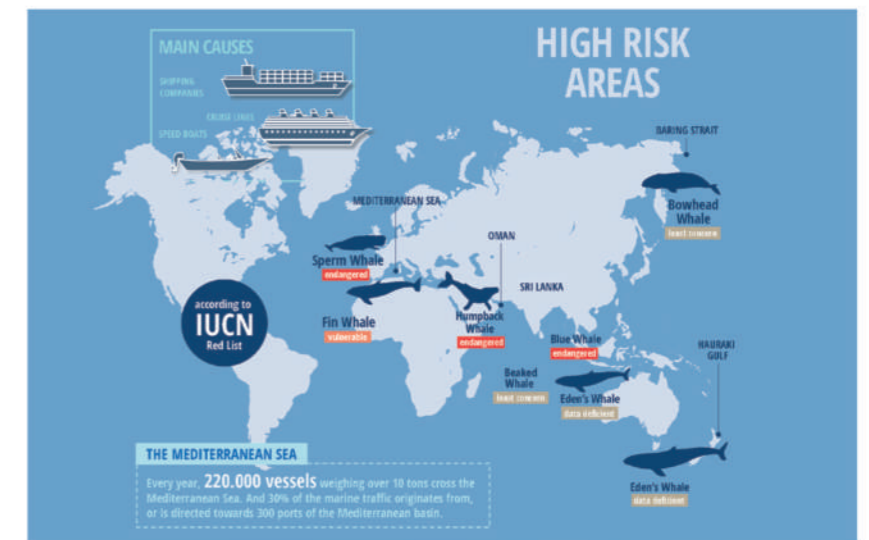 MAIN CAUSES
SHIPPING
COMPANIES
CRUISE LINES
SPEED BOATS
HIGH RISK
AREAS
BARING STRAIT
Bowhead
Whale
least concern
MEDITERRANEAN SEA
Sperm Whale
endangered
Fin Whale
vulnerable
OMAN
Humpback
Whale
endangered
SRI LANKA
Blue Whale
endangered
Beaked
Whale
least concern
Eden's Whale
data deficient
HAURAKI
GULF
Eden's Whale
data deficient
according to
IUCN
Red List
THE MEDITERRANEAN SEA
Every year, 220.000 vessels weighing over 10 tons cross the
Mediterranean Sea. And 30% of the marine traffic originates from,
or is directed towards 300 ports of the Mediterranean basin.